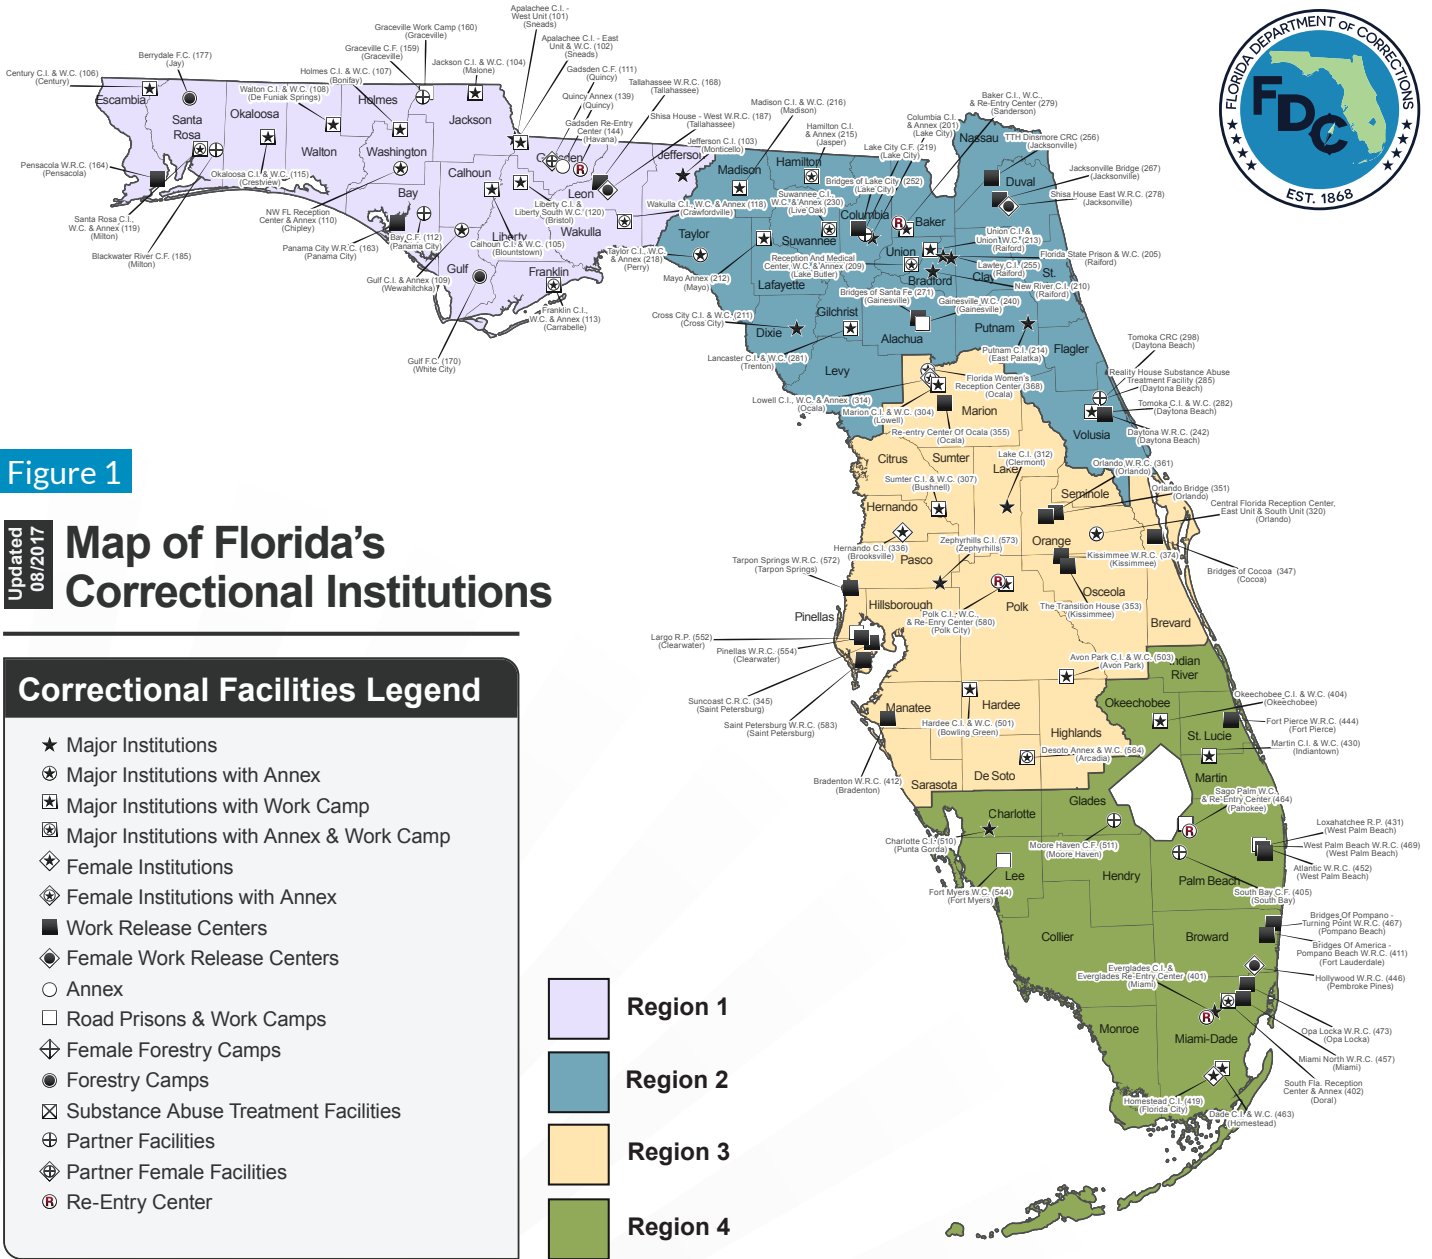 Apalachee C.I. -
West Unit (101)
(Sneads)
Graceville Work Camp (160)
(Graceville)
Apalachee C.I. - East
Unit & W.C. (102)
(Sneads)
Graceville C.F. (159)
(Graceville)
Berrydale F.C. (177)
(Jay)
Jackson C.I. & W.C. (104)
(Malone)
Gadsden C.F. (111)
(Quincy)
Century C.I. & W.C. (106)
(Century)
Holmes C.I. & W.C. (107)
(Bonifay)
Tallahassee W.R.C. (168)
(Tallahassee)
Walton C.I. & W.C. (108)
(De Funiak Springs)
Quincy Annex (139)
(Quincy)
Gadsden Re-Entry
Center (144)
(Havana)
Shisa House - West W.R.C. (187)
(Tallahassee)
Jefferson C.I. (103)
(Monticello)
Escambia
Santa
Rosa
Okaloosa
Walton
Holmes
Washington
Jackson
Bay
Calhoun
Gulf
Liberty
Gadsden
Leon
Wakulla
Franklin
Jefferson
Pensacola W.R.C. (164)
(Pensacola)
Okaloosa C.I. & W.C. (115)
(Crestview)
Santa Rosa C.I.,
W.C. & Annex (119)
(Milton)
Blackwater River C.F. (185)
(Milton)
NW FL Reception
Center & Annex (110)
(Chipley)
Panama City W.R.C. (163)
(Panama City)
Bay C.F. (112)
(Panama City)
Gulf C.I. & Annex (109)
(Wewahitchka)
Liberty C.I. &
Liberty South W.C. (120)
(Bristol)
Calhoun C.I. & W.C. (105)
(Blountstown)
Wakulla C.I., W.C. & Annex (118)
(Crawfordville)
Franklin C.I.,
W.C. & Annex (113)
(Carrabelle)
Gulf F.C. (170)
(White City)
Madison C.I. & W.C. (216)
(Madison)
Hamilton C.I.
& Annex (215)
(Jasper)
Columbia C.I.
& Annex (201)
(Lake City)
Baker C.I., W.C.,
& Re-Entry Center (279)
(Sanderson)
Lake City C.F. (219)
(Lake City)
Bridges of Lake City (252)
(Lake City)
TTH Dinsmore CRC (256)
(Jacksonville)
Jacksonville Bridge (267)
(Jacksonville)
Shisa House East W.R.C. (278)
(Jacksonville)
Suwannee C.I.,
W.C. & Annex (230)
(Live Oak)
Taylor C.I., W.C.
& Annex (218)
(Perry)
Mayo Annex (212)
(Mayo)
Reception And Medical
Center, W.C. & Annex (209)
(Lake Butler)
Union C.I. &
Union W.C. (213)
(Raiford)
Florida State Prison & W.C. (205)
(Raiford)
Lawtey C.I. (255)
(Raiford)
New River C.I. (210)
(Raiford)
Bridges of Santa Fe (271)
(Gainesville)
Gainesville W.C. (240)
(Gainesville)
Cross City C.I. & W.C. (211)
(Cross City)
Lancaster C.I. & W.C. (281)
(Trenton)
Putnam C.I. (214)
(East Palatka)
Tomoka CRC (298)
(Daytona Beach)
Reality House Substance Abuse
Treatment Facility (285)
(Daytona Beach)
Tomoka C.I. & W.C. (282)
(Daytona Beach)
Daytona W.R.C. (242)
(Daytona Beach)
Madison
Hamilton
Taylor
Suwannee
Columbia
Baker
Nassau
Duval
Union
Bradford
Clay
St.
Lafayette
Dixie
Gilchrist
Alachua
Putnam
Flagler
Levy
Volusia
Lowell C.I., W.C. & Annex (314)
(Ocala)
Florida Women's
Reception Center (368)
(Ocala)
Marion C.I. & W.C. (304)
(Lowell)
Re-entry Center Of Ocala (355)
(Ocala)
Lake C.I. (312)
(Clermont)
Sumter C.I. & W.C. (307)
(Bushnell)
Orlando W.R.C. (361)
(Orlando)
Orlando Bridge (351)
(Orlando)
Central Florida Reception Center,
East Unit & South Unit (320)
(Orlando)
Hernando C.I. (336)
(Brooksville)
Zephyrhills C.I. (573)
(Zephyrhills)
Kissimmee W.R.C. (374)
(Kissimmee)
Bridges of Cocoa (347)
(Cocoa)
Tarpon Springs W.R.C. (572)
(Tarpon Springs)
The Transition House (353)
(Kissimmee)
Polk C.I., W.C.,
& Re-Enry Center (580)
(Polk City)
Largo R.P. (552)
(Clearwater)
Pinellas W.R.C. (554)
(Clearwater)
Avon Park C.I. & W.C. (503)
(Avon Park)
Suncoast C.R.C. (345)
(Saint Petersburg)
Saint Petersburg W.R.C. (583)
(Saint Petersburg)
Hardee C.I. & W.C. (501)
(Bowling Green)
Desoto Annex & W.C. (564)
(Arcadia)
Bradenton W.R.C. (412)
(Bradenton)
Marion
Citrus
Sumter
Lake
Seminole
Hernando
Orange
Pasco
Pinellas
Hillsborough
Polk
Osceola
Brevard
Manatee
Hardee
Highlands
Sarasota
De Soto
Indian
River
Okeechobee
St. Lucie
Martin
Charlotte
Glades
Lee
Hendry
Palm Beach
Collier
Broward
Monroe
Miami-Dade
Okeechobee C.I. & W.C. (404)
(Okeechobee)
Fort Pierce W.R.C. (444)
(Fort Pierce)
Martin C.I. & W.C. (430)
(Indiantown)
Sago Palm W.C.
& Re-Entry Center (464)
(Pahokee)
Loxahatchee R.P. (431)
(West Palm Beach)
West Palm Beach W.R.C. (469)
(West Palm Beach)
Atlantic W.R.C. (452)
(West Palm Beach)
Charlotte C.I. (510)
(Punta Gorda)
Moore Haven C.F. (511)
(Moore Haven)
Fort Myers W.C. (544)
(Fort Myers)
South Bay C.F. (405)
(South Bay)
Bridges Of Pompano -
Turning Point W.R.C. (467)
(Pompano Beach)
Bridges Of America -
Pompano Beach W.R.C. (411)
(Fort Lauderdale)
Hollywood W.R.C. (446)
(Pembroke Pines)
Everglades C.I. &
Everglades Re-Entry Center (401)
(Miami)
Opa Locka W.R.C. (473)
(Opa Locka)
Miami North W.R.C. (457)
(Miami)
South Fla. Reception
Center & Annex (402)
(Doral)
Homestead C.I. (419)
(Florida City)
Dade C.I. & W.C. (463)
(Homestead)
FLORIDA DEPARTMENT OF CORRECTIONS
FDC
EST. 1868
Figure 1
Updated
08/2017
Map of Florida's
Correctional Institutions
Correctional Facilities Legend
Major Institutions
Major Institutions with Annex
Major Institutions with Work Camp
Major Institutions with Annex & Work Camp
Female Institutions
Female Institutions with Annex
Work Release Centers
Female Work Release Centers
Annex
Road Prisons & Work Camps
Female Forestry Camps
Forestry Camps
Substance Abuse Treatment Facilities
Partner Facilities
Partner Female Facilities
R Re-Entry Center
Region 1
Region 2
Region 3
Region 4